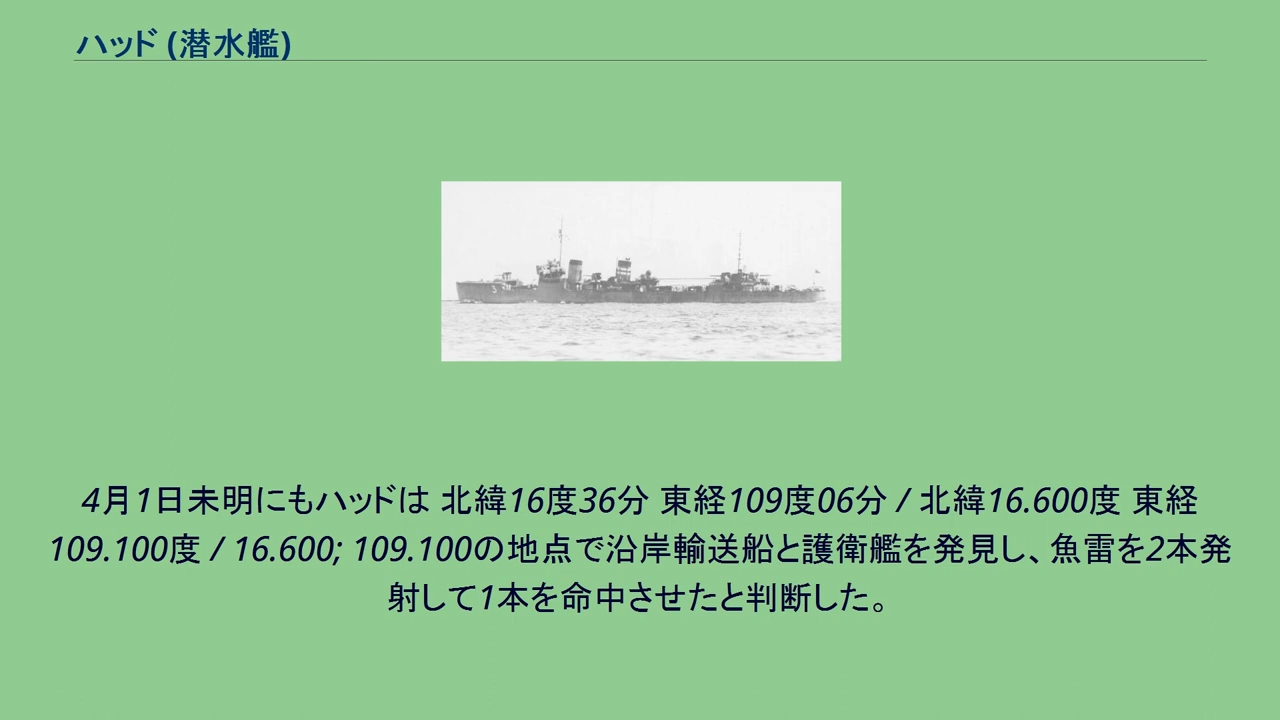 ハッド (潜水艦)
4月1日未明にもハッドは 北緯16度36分 東経109度06分 / 北緯16.600度 東経
109.100度 / 16.600; 109.100の地点で沿岸輸送船と護衛艦を発見し、魚雷を2本発
射して1本を命中させたと判断した。